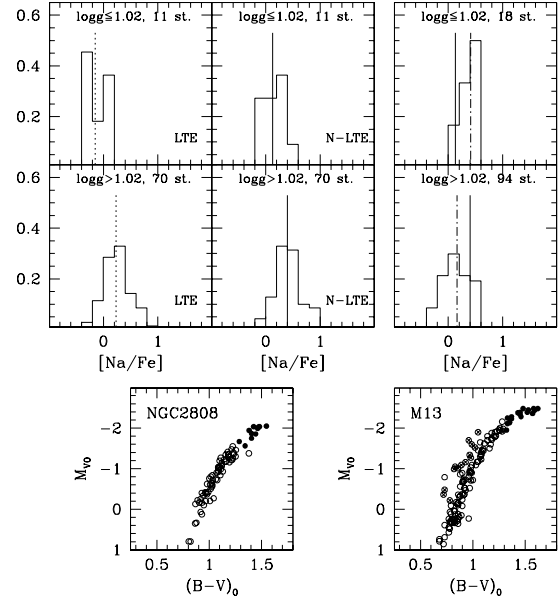 logg≤1.02, 11 st. logg≤1.02, 11 st. logg≤1.02, 18 st.
0.6
0.4
0.2
LTE N-LTE
logg>1.02, 70 st. logg>1.02, 70 st. logg>1.02, 94 st.
0.6
0.4
0.2
LTE N-LTE
0 1 0 1 0 1
[Na/Fe] [Na/Fe] [Na/Fe]
NGC2808 M13
-2 -2
-1 -1
0 0
1 1
M_V0 M_V0
0.5 1 1.5 0.5 1 1.5
(B-V)_0 (B-V)_0